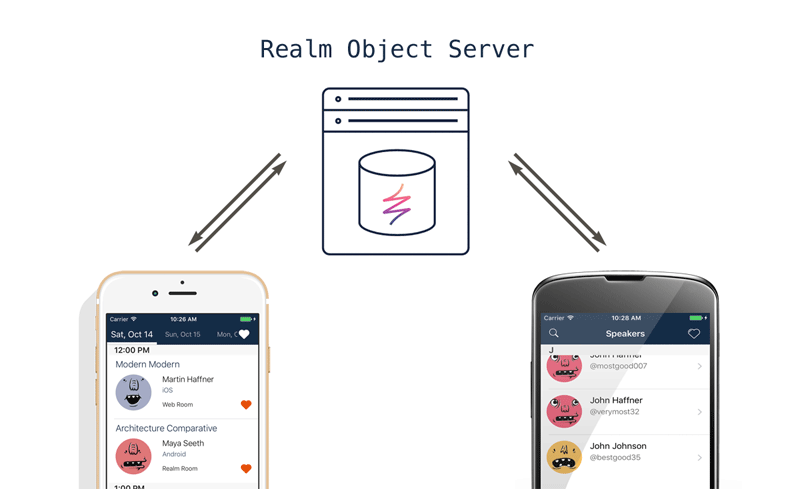 Realm Object Server
Carrier
10:26 AM
Sat, Oct 14
Sun, Oct 15
Mon, C
12:00 PM
Modern Modern
Martin Haffner
iOS
Web Room
Architecture Comparative
Maya Seeth
Android
Realm Room
1:00 PM
Carrier
10:28 AM
Speakers
J
John Haffner
@mostgood007
John Haffner
@verymost32
John Johnson
@bestgood35